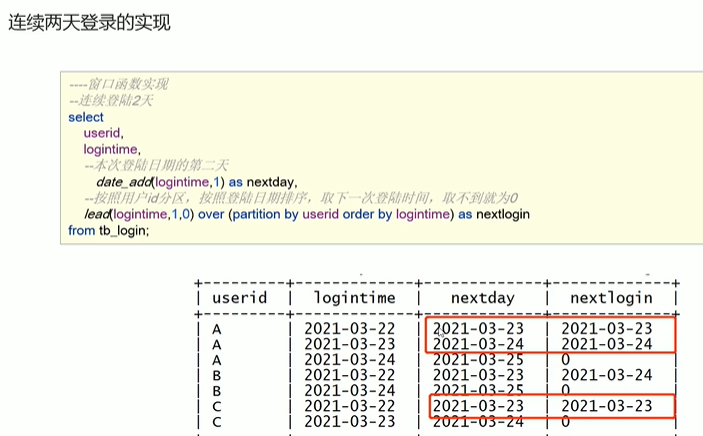 连续两天登录的实现
----窗口函数实现
--连续登陆2天
select
userid,
logintime,
--本次登陆日期的第二天
date_add(logintime,1) as nextday,
--按照用户id分区，按照登陆日期排序，取下一次登陆时间，取不到就为0
lead(logintime,1,0) over (partition by userid order by logintime) as nextlogin
from tb_login;
| userid | logintime | nextday | nextlogin |
| A | 2021-03-22 | 2021-03-23 | 2021-03-23 |
| A | 2021-03-23 | 2021-03-24 | 2021-03-24 |
| A | 2021-03-24 | 2021-03-25 | 0 |
| B | 2021-03-22 | 2021-03-23 | 2021-03-24 |
| B | 2021-03-24 | 2021-03-25 | 0 |
| C | 2021-03-22 | 2021-03-23 | 2021-03-23 |
| C | 2021-03-23 | 2021-03-24 | 0 |